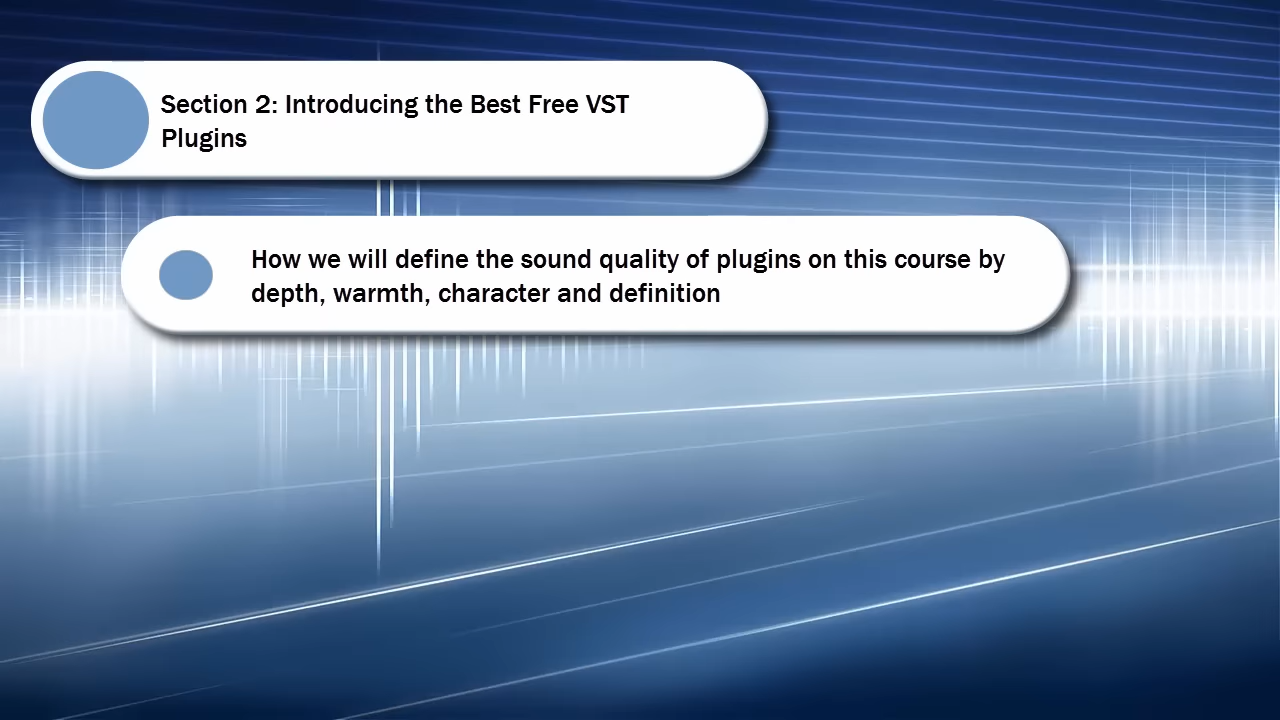 Section 2: Introducing the Best Free VST
Plugins
How we will define the sound quality of plugins on this course by
depth, warmth, character and definition